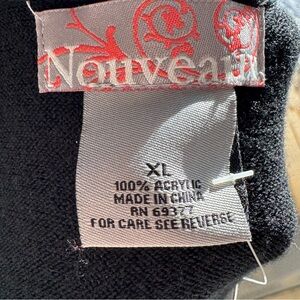 Nouveau
XL
100% ACRYLIC
MADE IN CHINA
RN 69377
FOR CARE SEE REVERSE